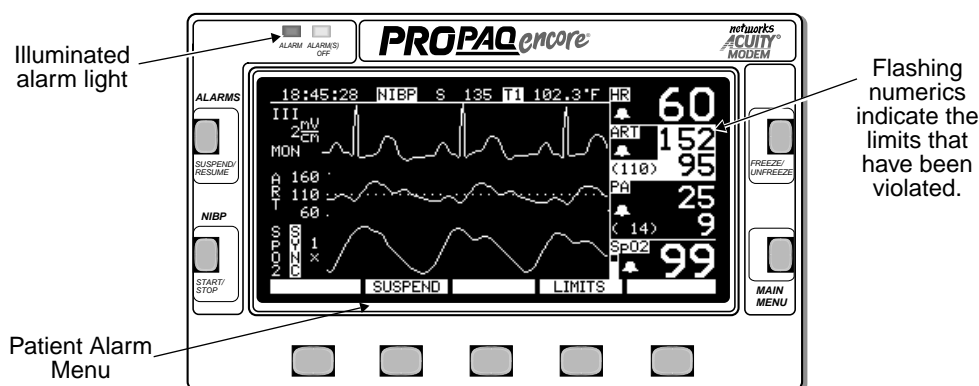 Illuminated
alarm light
ALARM ALARM(S)
OFF
PROPAQ encore
networks
ACUITY
MODEM
ALARMS
SUSPEND/
RESUME
NIBP
START/
STOP
18:45:28 NIBP S 135 T1 102.3°F
III
2 mV
CM
MON
ART 160
110
60
SPO2 SYNC 1
X
HR 60
ART 152
(110) 95
PA 25
( 14) 9
SpO2 99
SUSPEND LIMITS
FREEZE/
UNFREEZE
MAIN
MENU
Flashing
numerics
indicate the
limits that
have been
violated.
Patient Alarm
Menu